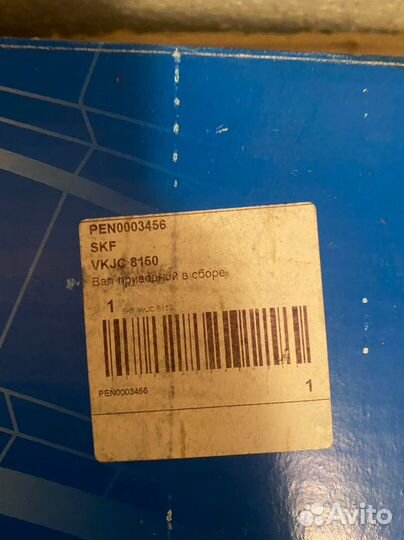 PEN0003456
SKF
VKJC 8150
Вал приводной в сборе
1 SKF VKJC 8150
PEN0003456 1
Avito